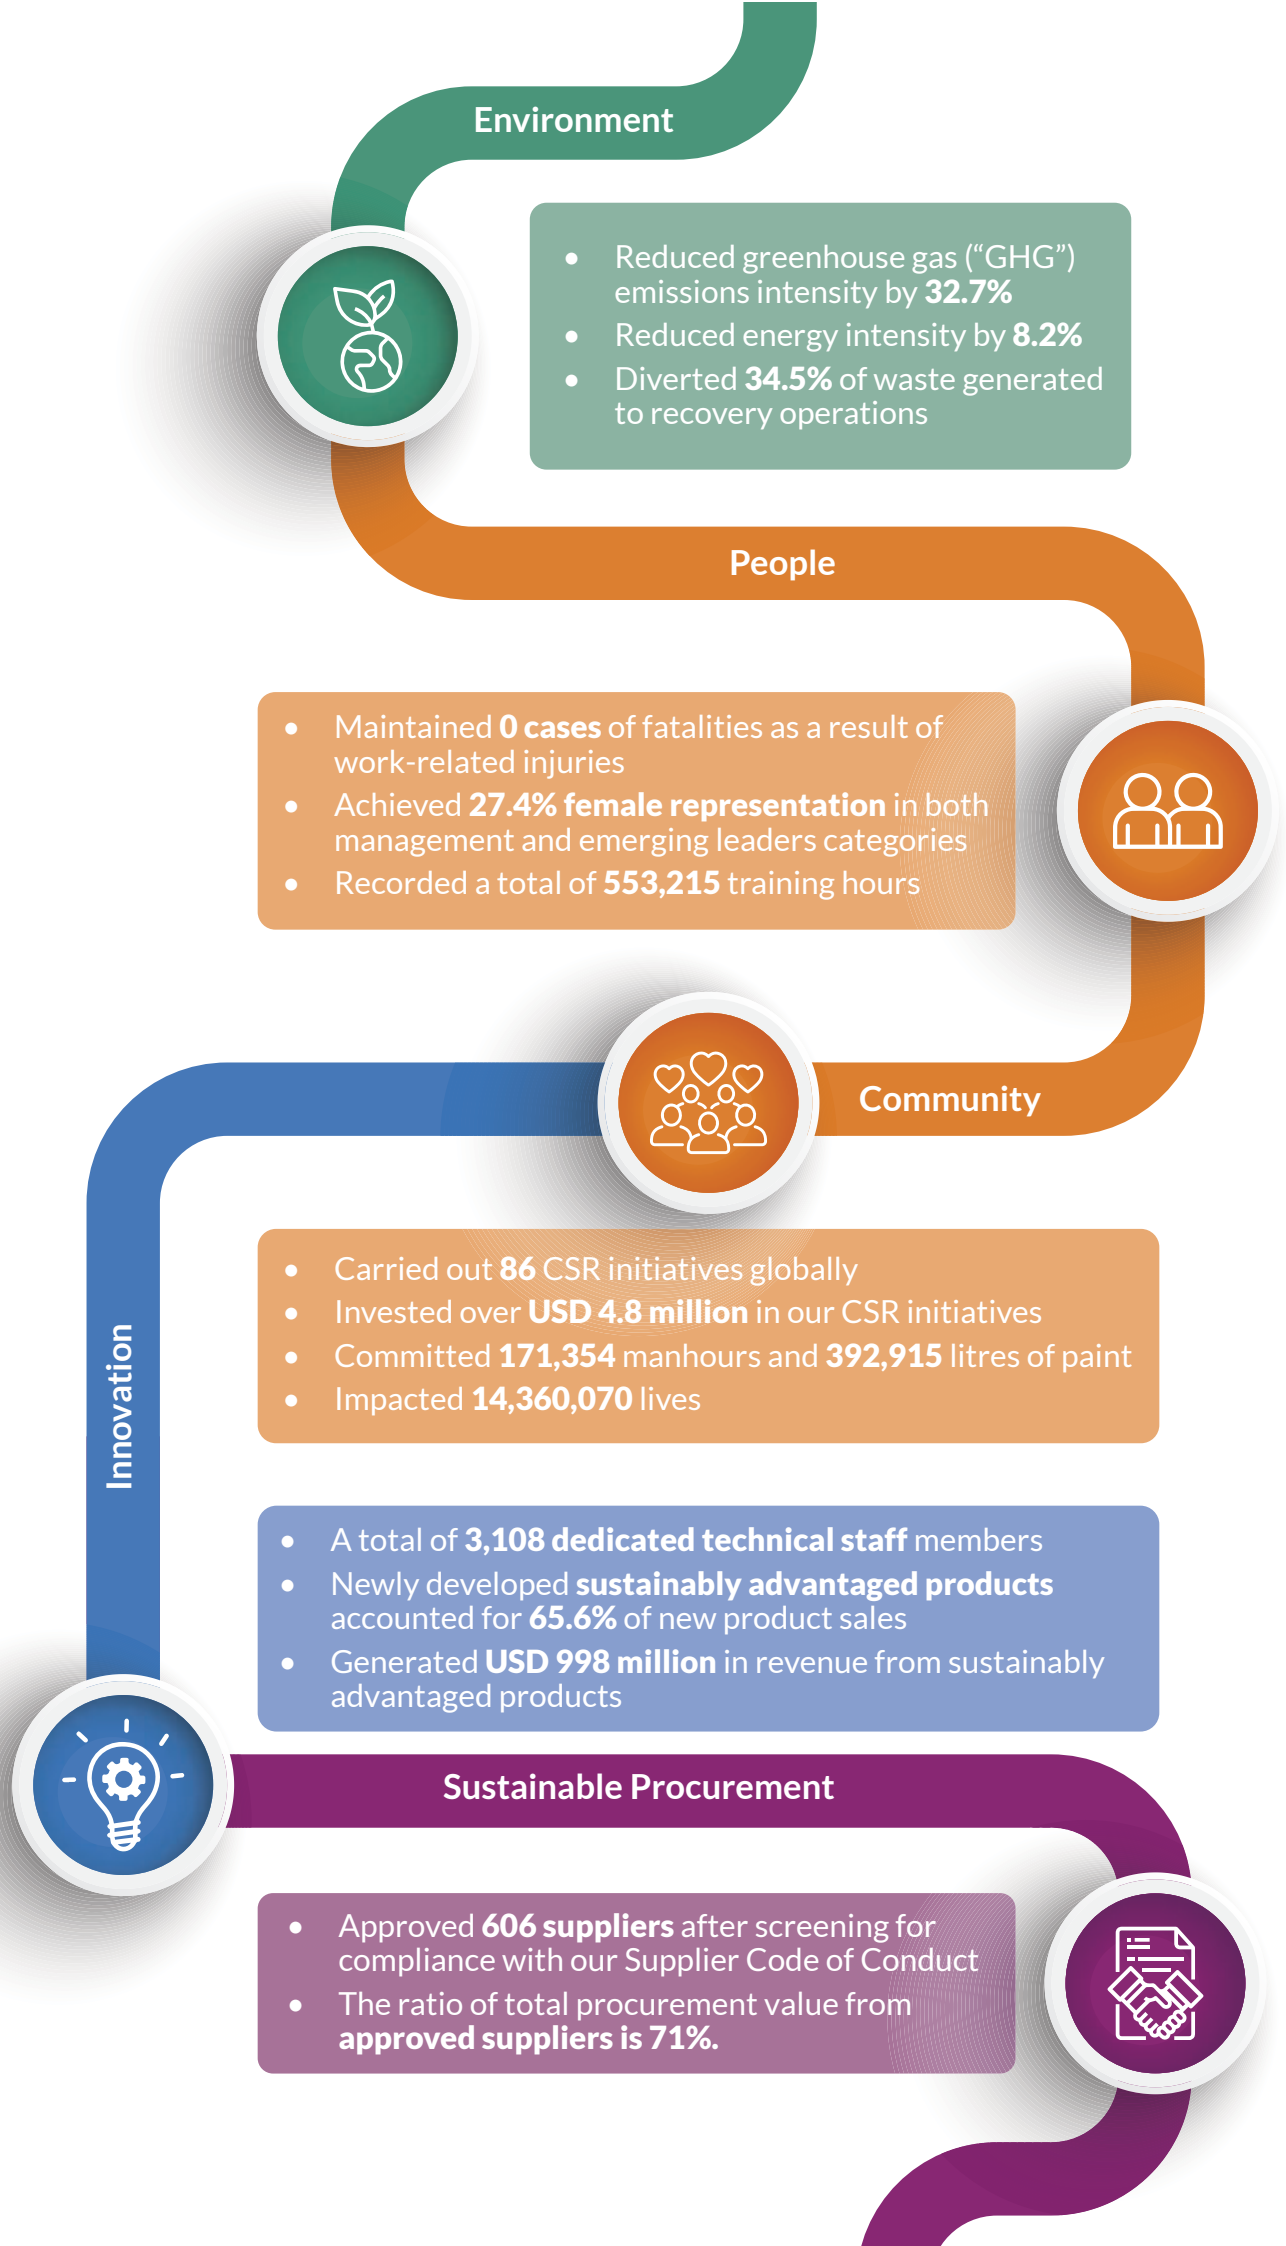 Environment
• Reduced greenhouse gas (“GHG”)
emissions intensity by 32.7%
• Reduced energy intensity by 8.2%
• Diverted 34.5% of waste generated
to recovery operations
People
• Maintained 0 cases of fatalities as a result of
work-related injuries
• Achieved 27.4% female representation in both
management and emerging leaders categories
• Recorded a total of 553,215 training hours
Community
• Carried out 86 CSR initiatives globally
• Invested over USD 4.8 million in our CSR initiatives
• Committed 171,354 manhours and 392,915 litres of paint
• Impacted 14,360,070 lives
Innovation
• A total of 3,108 dedicated technical staff members
• Newly developed sustainably advantaged products
accounted for 65.6% of new product sales
• Generated USD 998 million in revenue from sustainably
advantaged products
Sustainable Procurement
• Approved 606 suppliers after screening for
compliance with our Supplier Code of Conduct
• The ratio of total procurement value from
approved suppliers is 71%.